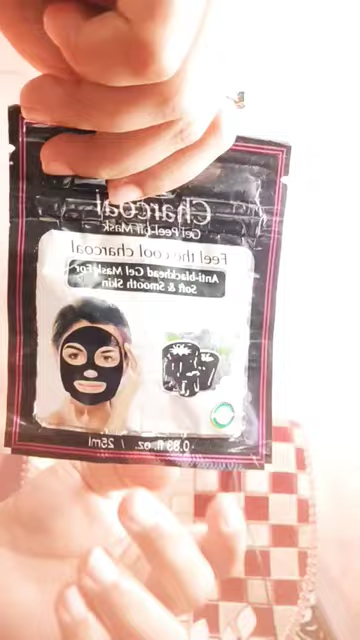 Charcoal
Gel Peel Off Mask
Feel the cool charcoal
Anti-blackhead Gel Mask For
Soft & Smooth Skin
0.83 fl. oz. / 25ml